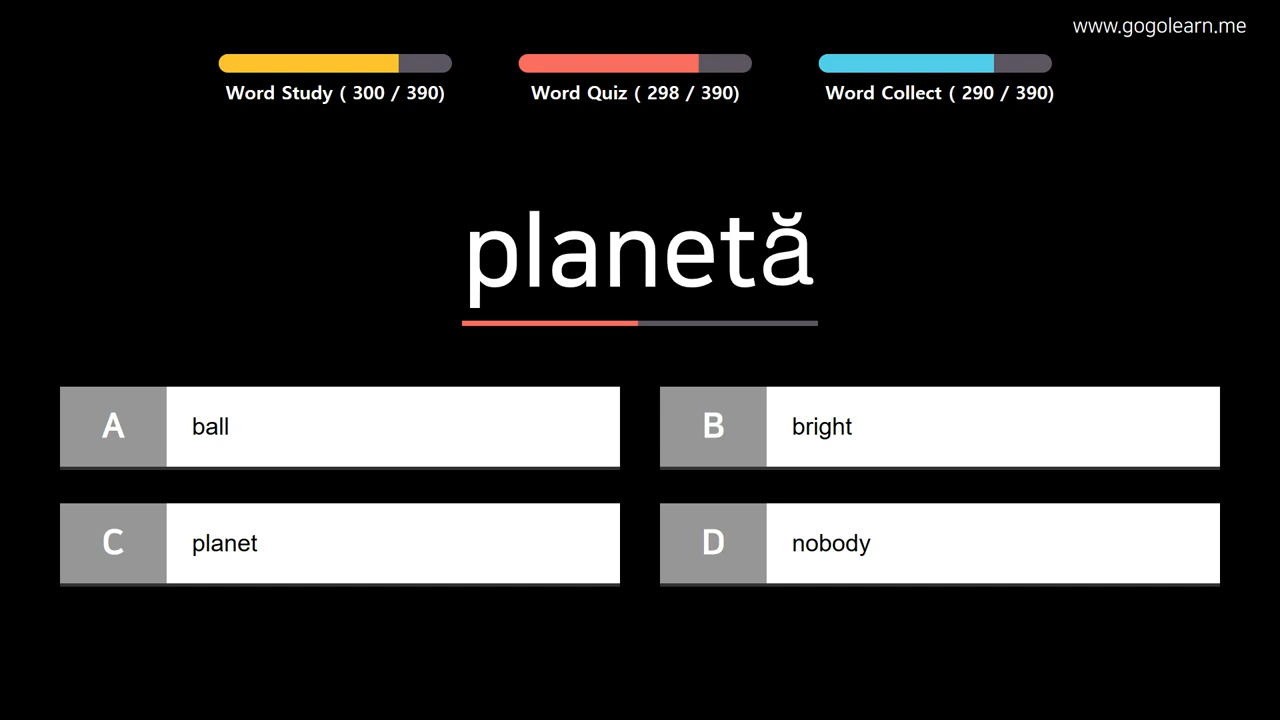 www.gogolearn.me
Word Study ( 300 / 390)
Word Quiz ( 298 / 390)
Word Collect ( 290 / 390)
planetă
A ball
B bright
C planet
D nobody